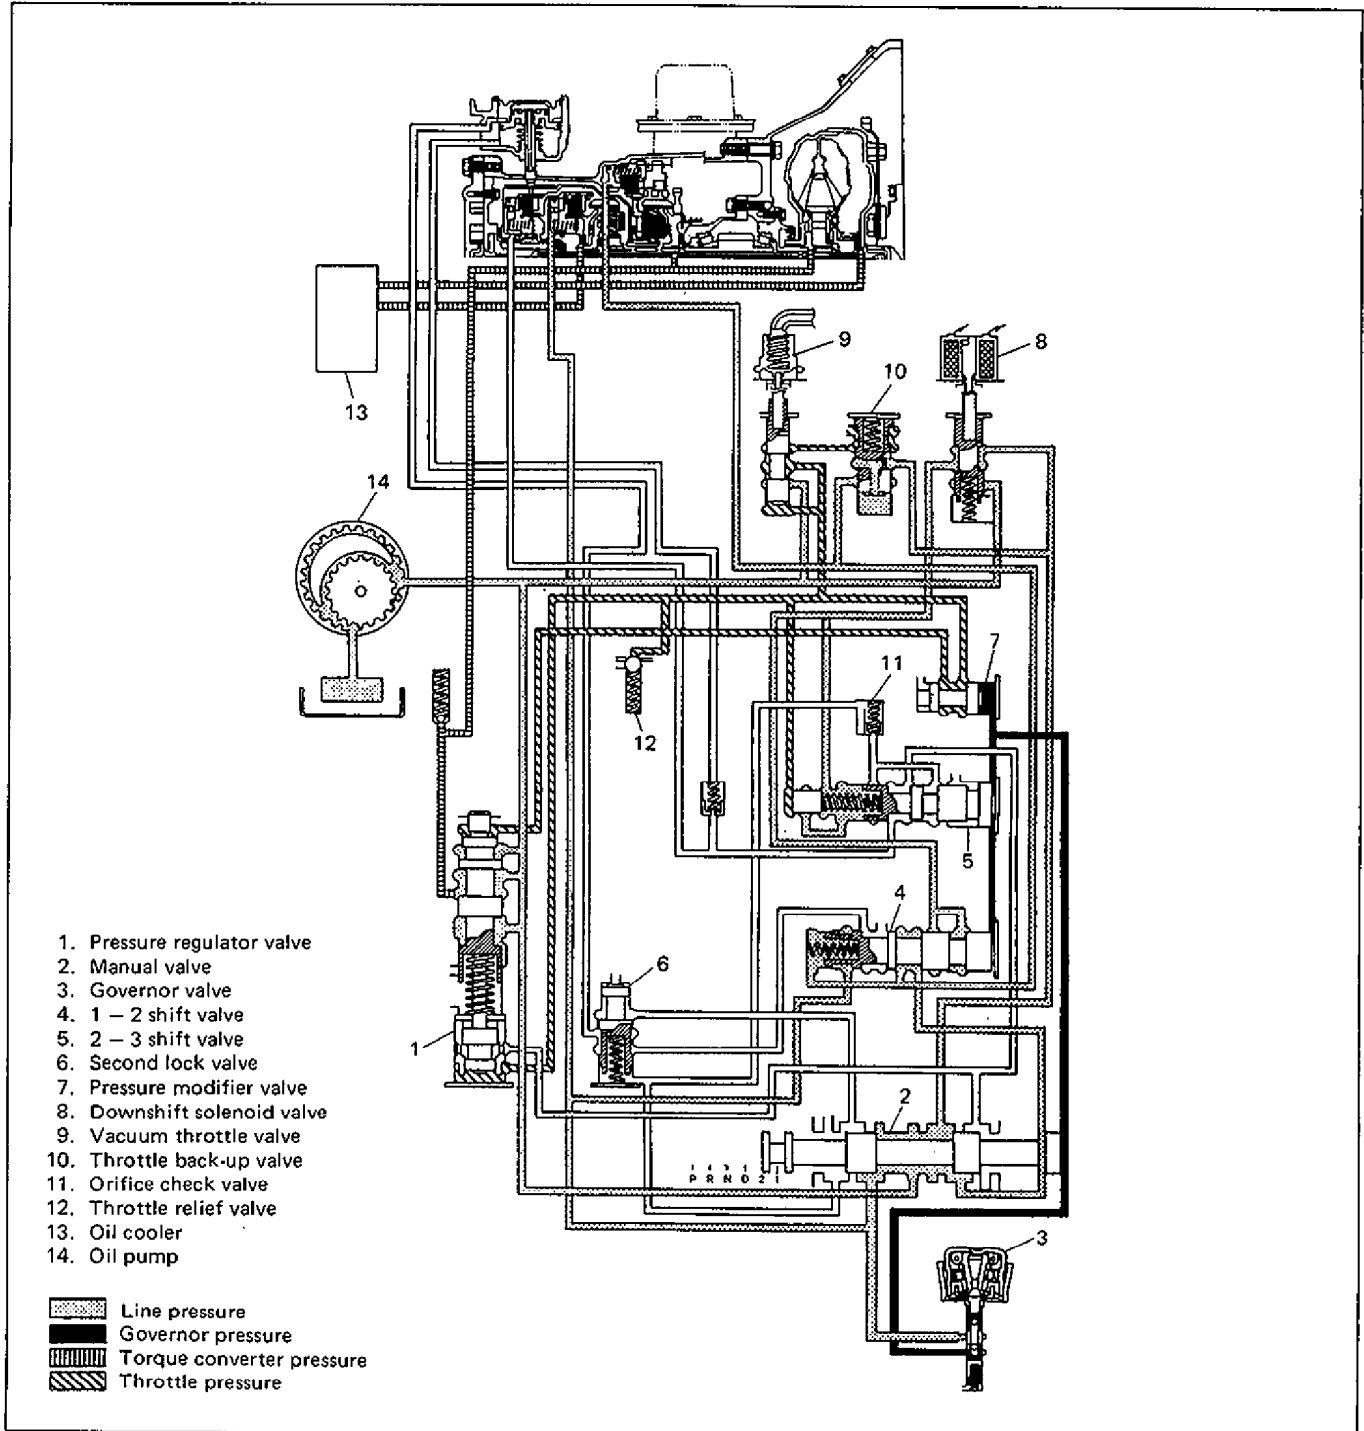 9
8
10
13
14
7
11
12
5
4
6
1
2
P R N D 2 1
3
1. Pressure regulator valve
2. Manual valve
3. Governor valve
4. 1 – 2 shift valve
5. 2 – 3 shift valve
6. Second lock valve
7. Pressure modifier valve
8. Downshift solenoid valve
9. Vacuum throttle valve
10. Throttle back-up valve
11. Orifice check valve
12. Throttle relief valve
13. Oil cooler
14. Oil pump
Line pressure
Governor pressure
Torque converter pressure
Throttle pressure